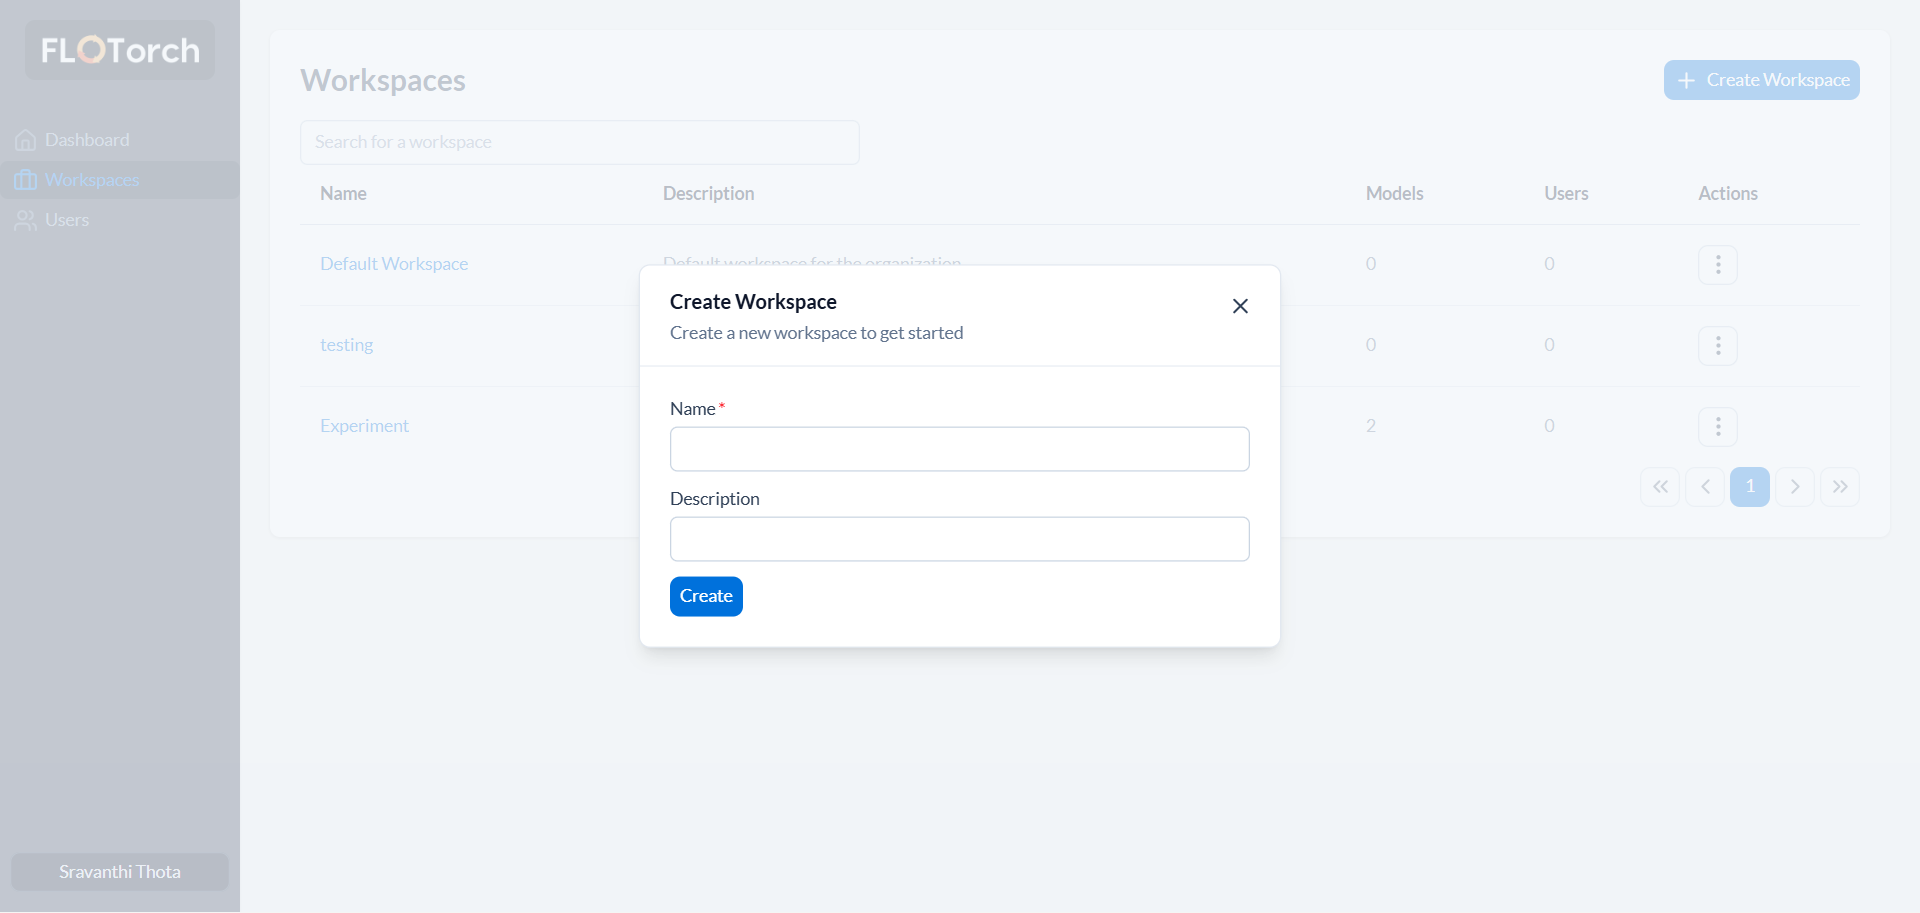 FLOTorch
Dashboard
Workspaces
Users
Sravanthi Thota
Workspaces
Create Workspace
Search for a workspace
Name Description Models Users Actions
Default Workspace Default workspace for the organization 0 0
testing 0 0
Experiment 2 0
1
Create Workspace
Create a new workspace to get started
Name *
Description
Create